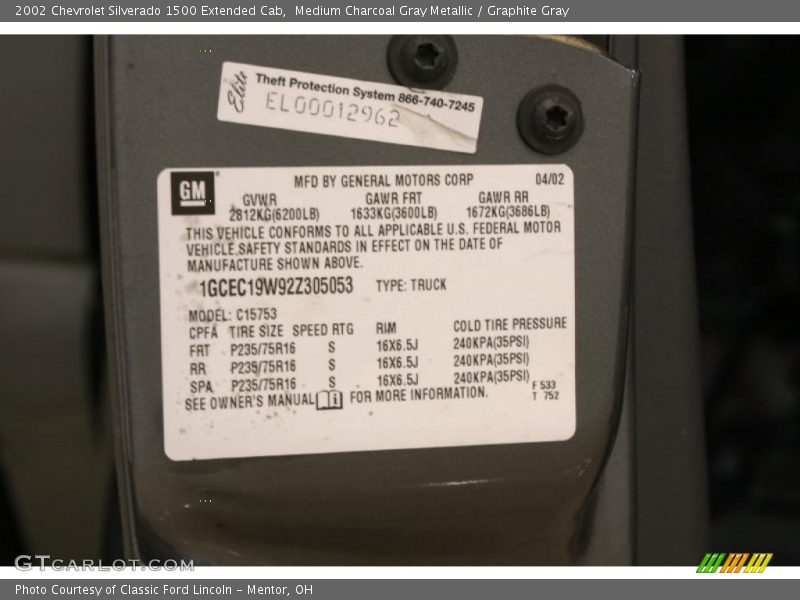 2002 Chevrolet Silverado 1500 Extended Cab,  Medium Charcoal Gray Metallic / Graphite Gray
Elite Theft Protection System 866-740-7245
EL00012962
GM MFD BY GENERAL MOTORS CORP 04/02
GVWR GAWR FRT GAWR RR
2812KG(6200LB) 1633KG(3600LB) 1672KG(3686LB)
THIS VEHICLE CONFORMS TO ALL APPLICABLE U.S. FEDERAL MOTOR
VEHICLE SAFETY STANDARDS IN EFFECT ON THE DATE OF
MANUFACTURE SHOWN ABOVE.
1GCEC19W92Z305053 TYPE: TRUCK
MODEL: C15753
CPFA TIRE SIZE SPEED RTG RIM COLD TIRE PRESSURE
FRT P235/75R16 S 16X6.5J 240KPA(35PSI)
RR P235/75R16 S 16X6.5J 240KPA(35PSI)
SPA P235/75R16 S 16X6.5J 240KPA(35PSI)
F 533
T 752
SEE OWNER'S MANUAL FOR MORE INFORMATION.
GTCARLOT.COM
Photo Courtesy of Classic Ford Lincoln – Mentor, OH